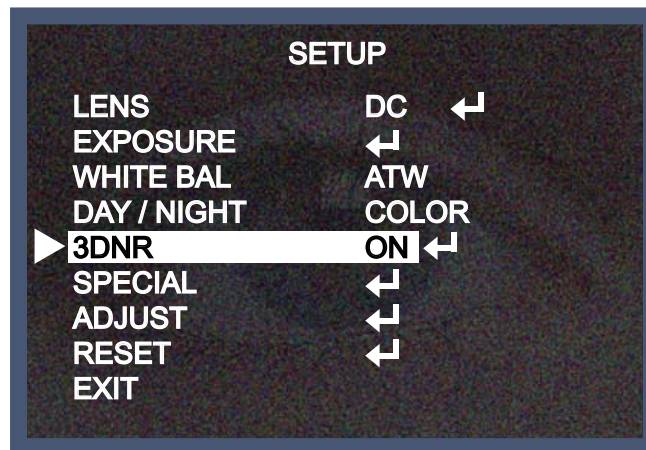 SETUP
LENS DC ↵
EXPOSURE ↵
WHITE BAL ATW
DAY / NIGHT COLOR
3DNR ON ↵
SPECIAL ↵
ADJUST ↵
RESET ↵
EXIT